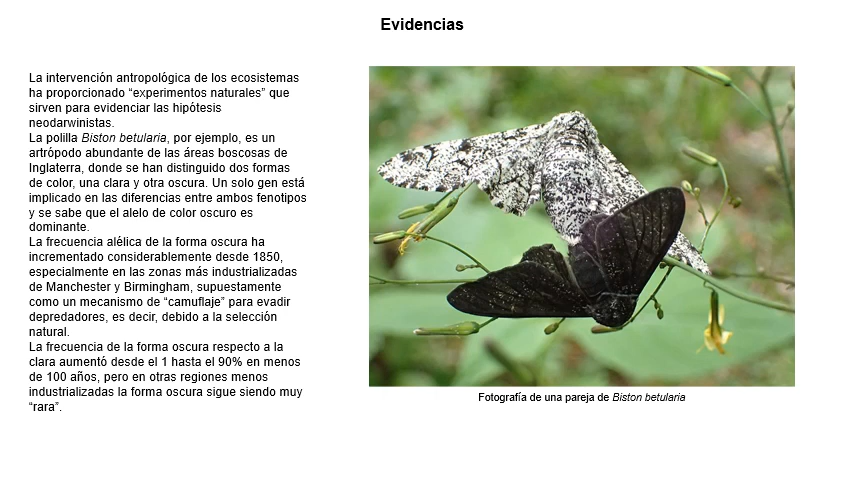 Evidencias
La intervención antropológica de los ecosistemas
ha proporcionado “experimentos naturales” que
sirven para evidenciar las hipótesis
neodarwinistas.
La polilla Biston betularia, por ejemplo, es un
artrópodo abundante de las áreas boscosas de
Inglaterra, donde se han distinguido dos formas
de color, una clara y otra oscura. Un solo gen está
implicado en las diferencias entre ambos fenotipos
y se sabe que el alelo de color oscuro es
dominante.
La frecuencia alélica de la forma oscura ha
incrementado considerablemente desde 1850,
especialmente en las zonas más industrializadas
de Manchester y Birmingham, supuestamente
como un mecanismo de “camuflaje” para evadir
depredadores, es decir, debido a la selección
natural.
La frecuencia de la forma oscura respecto a la
clara aumentó desde el 1 hasta el 90% en menos
de 100 años, pero en otras regiones menos
industrializadas la forma oscura sigue siendo muy
“rara”.
Fotografía de una pareja de Biston betularia